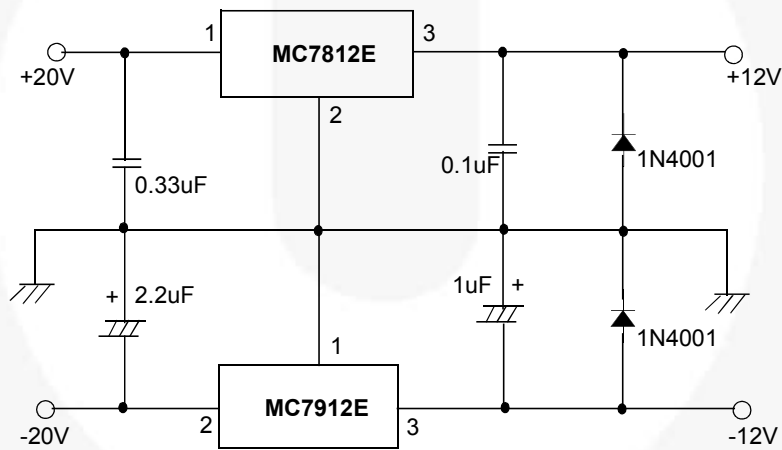 1
MC7812E
3
+20V
+12V
2
0.33uF
0.1uF
1N4001
+
2.2uF
1uF
+
1N4001
1
MC7912E
2
3
-20V
-12V